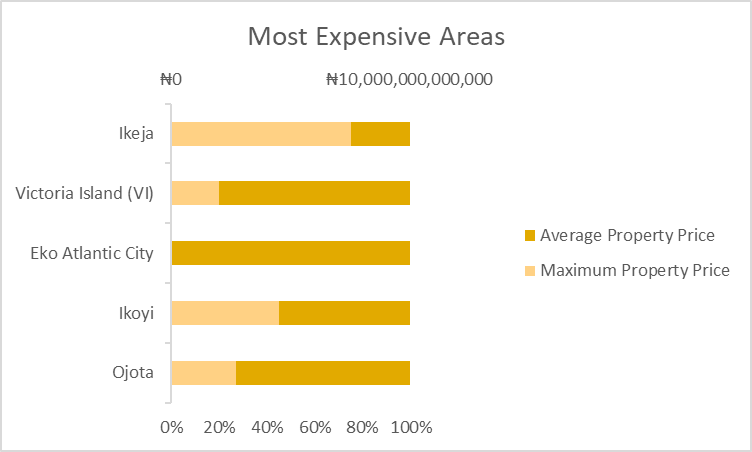 Most Expensive Areas
₦0
₦10,000,000,000,000
Ikeja
Victoria Island (VI)
Eko Atlantic City
Ikoyi
Ojota
0% 20% 40% 60% 80% 100%
Average Property Price
Maximum Property Price